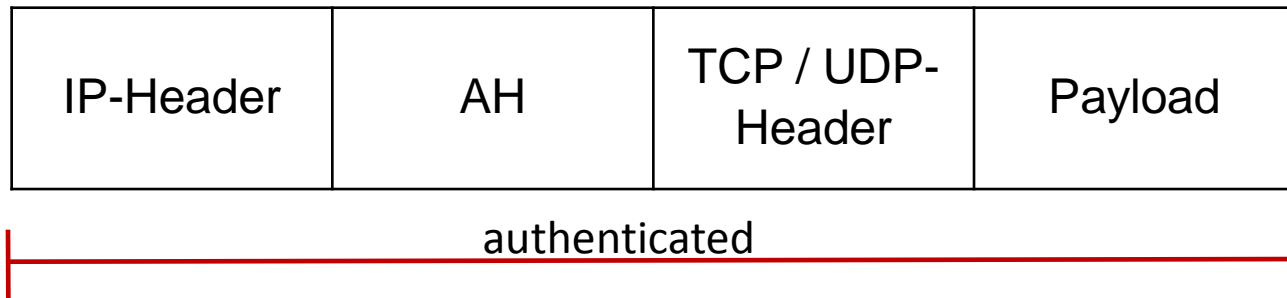 IP-Header
AH
TCP / UDP-
Header
Payload
authenticated